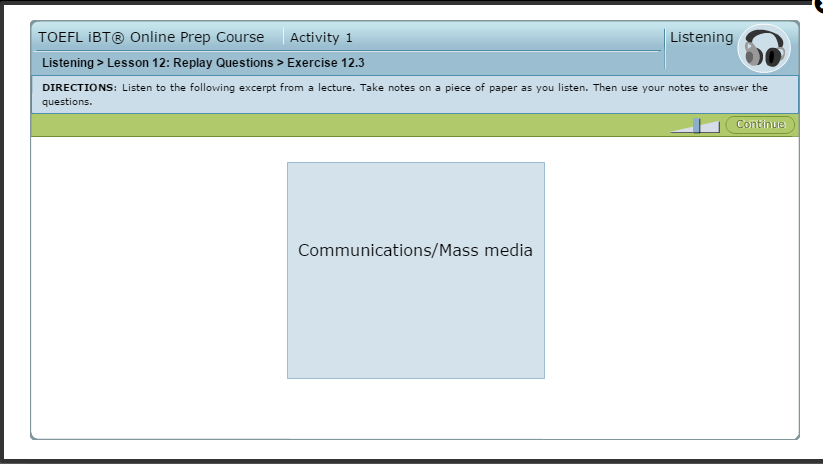 TOEFL iBT® Online Prep Course Activity 1 Listening
Listening > Lesson 12: Replay Questions > Exercise 12.3
DIRECTIONS: Listen to the following excerpt from a lecture. Take notes on a piece of paper as you listen. Then use your notes to answer the
questions.
Continue
Communications/Mass media